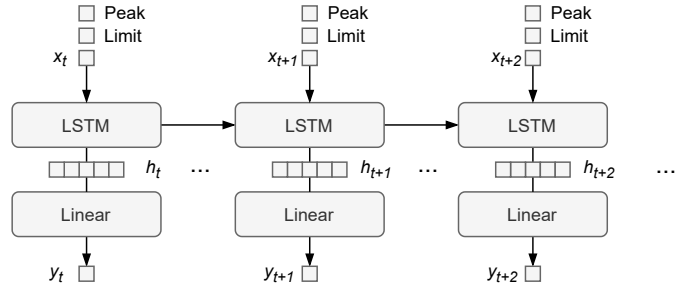 Peak Peak Peak
Limit Limit Limit
x_t x_{t+1} x_{t+2}
LSTM LSTM LSTM
h_t ... h_{t+1} ... h_{t+2} ...
Linear Linear Linear
y_t y_{t+1} y_{t+2}